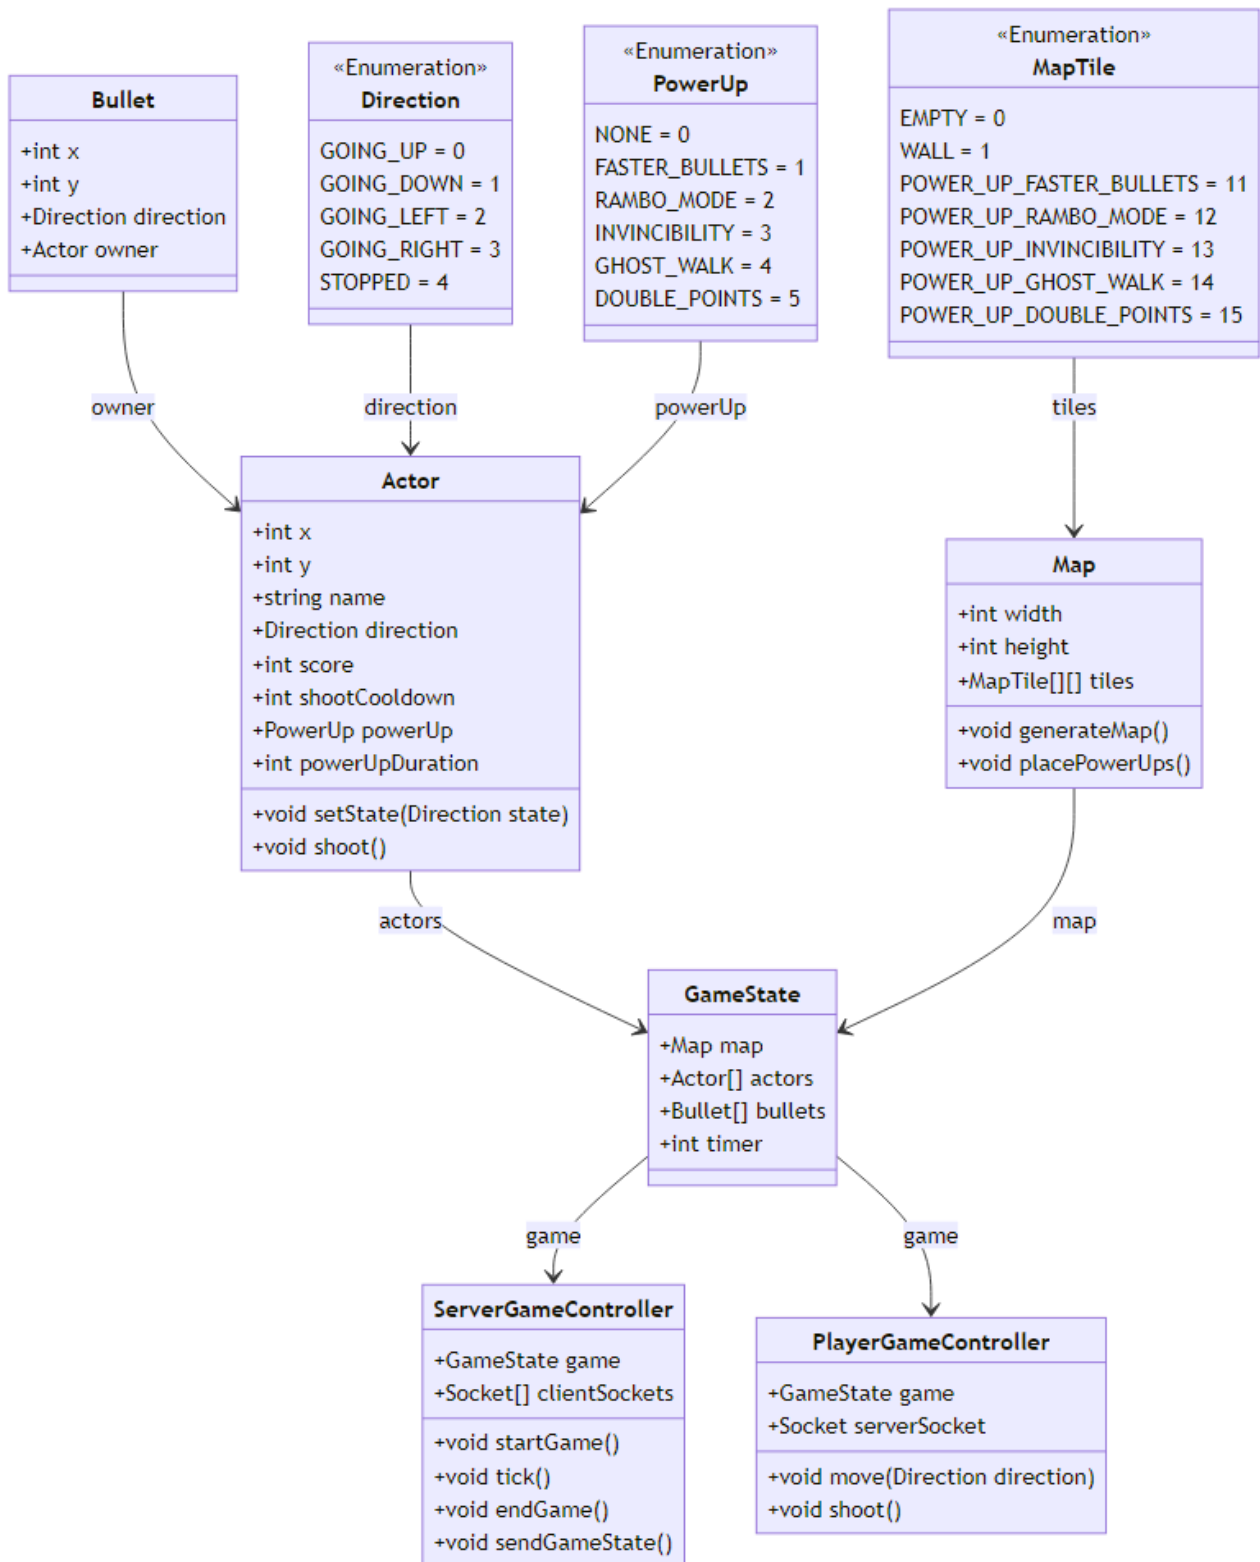 Bullet
+int x
+int y
+Direction direction
+Actor owner
«Enumeration»
Direction
GOING_UP = 0
GOING_DOWN = 1
GOING_LEFT = 2
GOING_RIGHT = 3
STOPPED = 4
«Enumeration»
PowerUp
NONE = 0
FASTER_BULLETS = 1
RAMBO_MODE = 2
INVINCIBILITY = 3
GHOST_WALK = 4
DOUBLE_POINTS = 5
«Enumeration»
MapTile
EMPTY = 0
WALL = 1
POWER_UP_FASTER_BULLETS = 11
POWER_UP_RAMBO_MODE = 12
POWER_UP_INVINCIBILITY = 13
POWER_UP_GHOST_WALK = 14
POWER_UP_DOUBLE_POINTS = 15
owner
direction
powerUp
tiles
Actor
+int x
+int y
+string name
+Direction direction
+int score
+int shootCooldown
+PowerUp powerUp
+int powerUpDuration
+void setState(Direction state)
+void shoot()
Map
+int width
+int height
+MapTile[][] tiles
+void generateMap()
+void placePowerUps()
actors
map
GameState
+Map map
+Actor[] actors
+Bullet[] bullets
+int timer
game
game
ServerGameController
+GameState game
+Socket[] clientSockets
+void startGame()
+void tick()
+void endGame()
+void sendGameState()
PlayerGameController
+GameState game
+Socket serverSocket
+void move(Direction direction)
+void shoot()